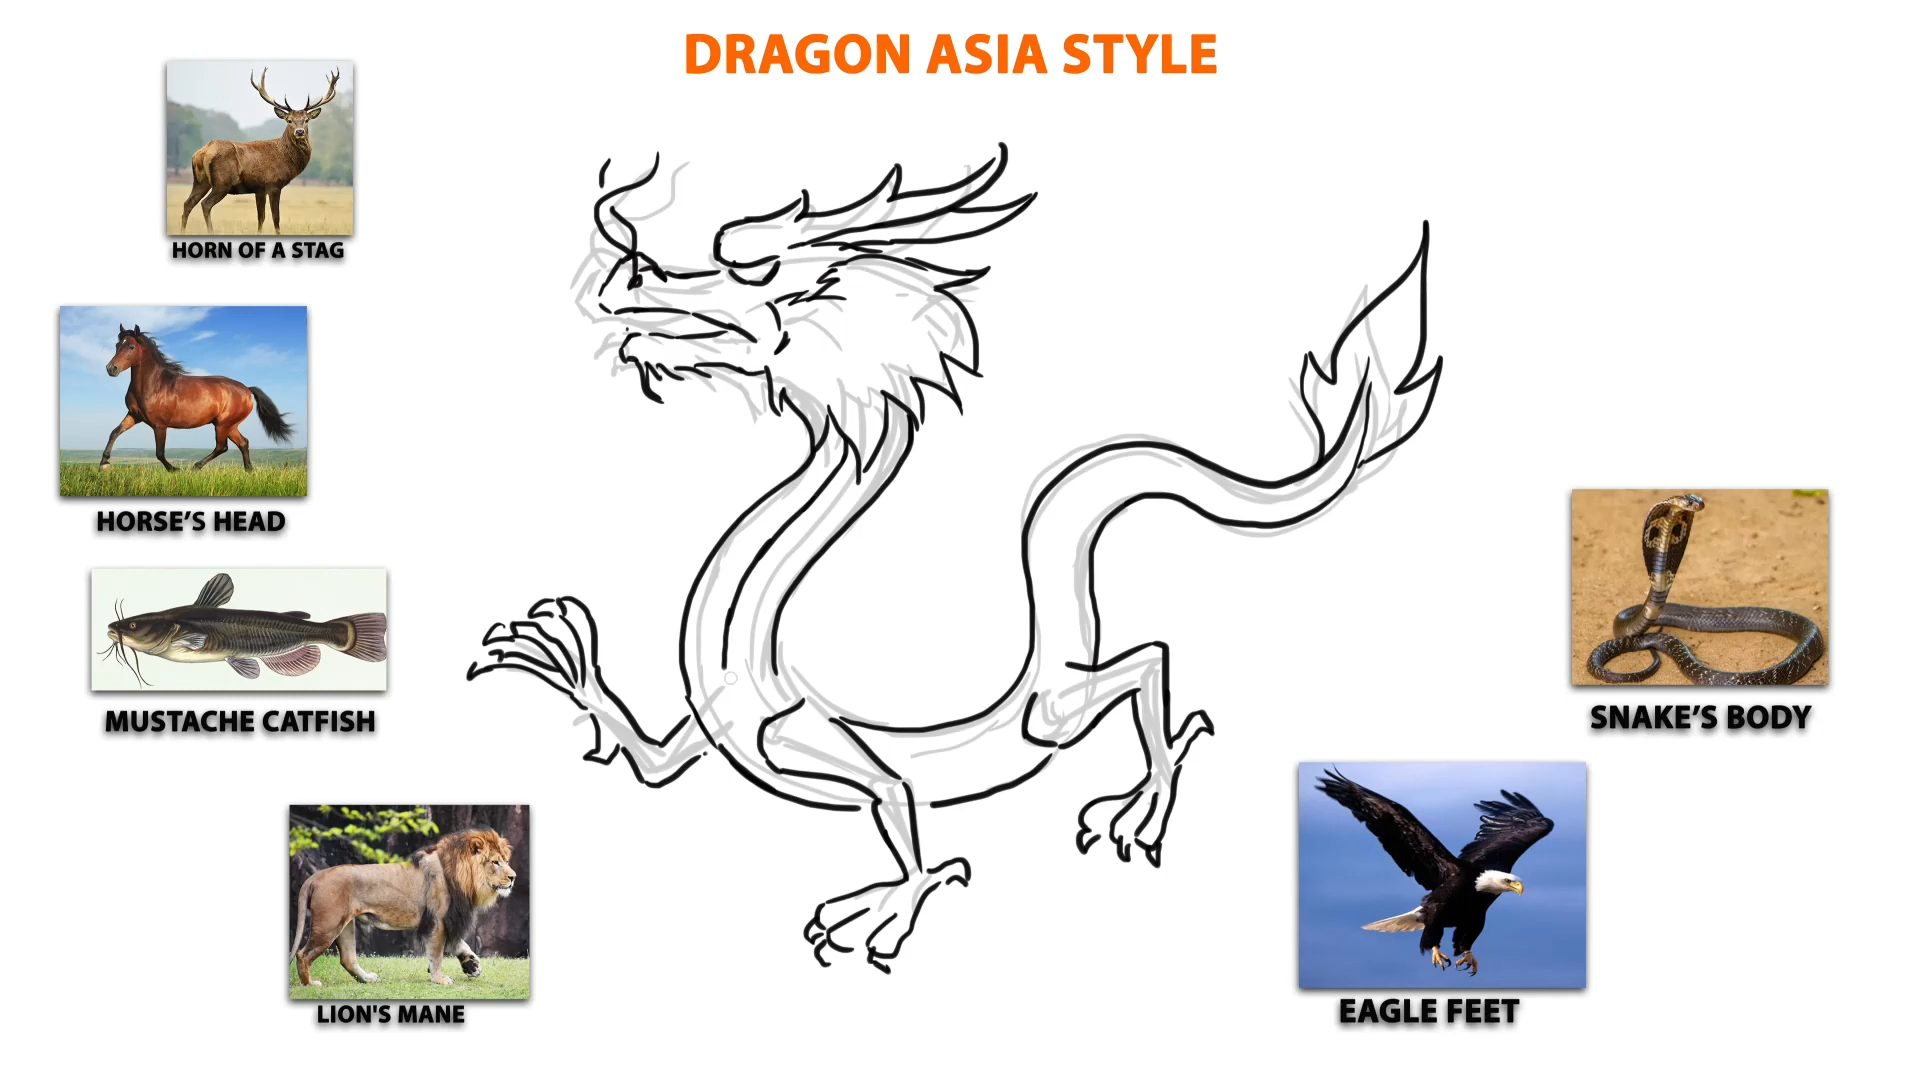 DRAGON ASIA STYLE
HORN OF A STAG
HORSE’S HEAD
MUSTACHE CATFISH
LION'S MANE
SNAKE’S BODY
EAGLE FEET